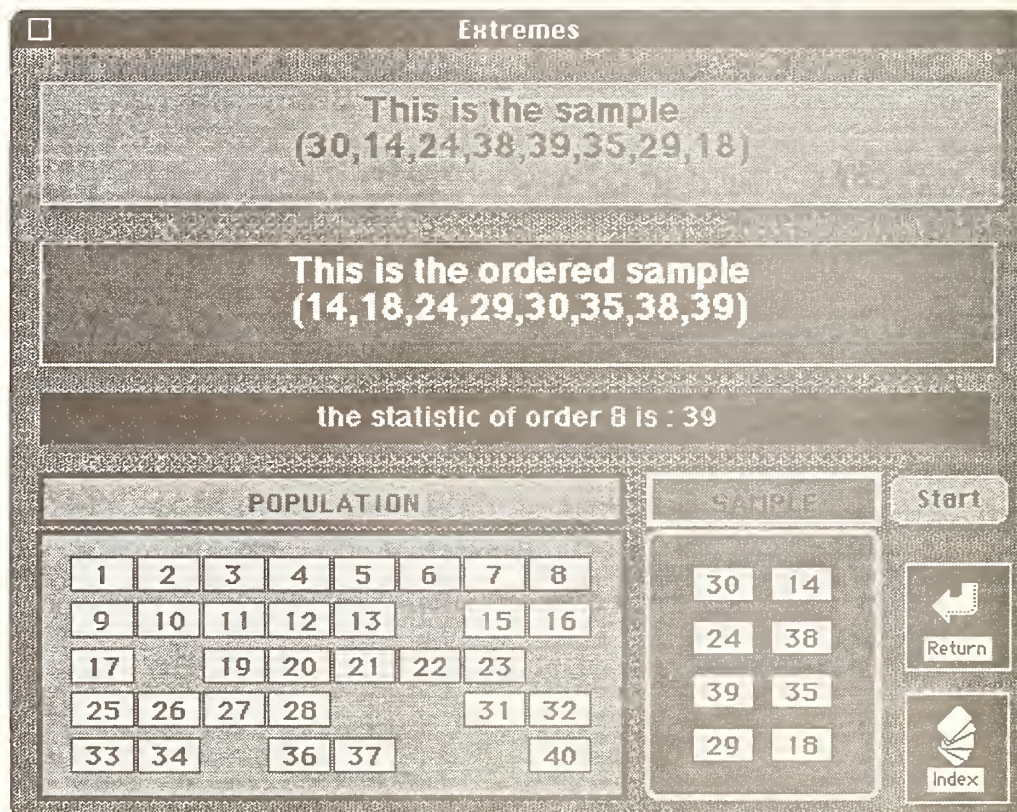 Extremes
This is the sample
(30,14,24,38,39,35,29,18)
This is the ordered sample
(14,18,24,29,30,35,38,39)
the statistic of order 8 is : 39
POPULATION
SAMPLE
Start
1 2 3 4 5 6 7 8
9 10 11 12 13 15 16
17 19 20 21 22 23
25 26 27 28 31 32
33 34 36 37 40
30 14
24 38
39 35
29 18
Return
Index